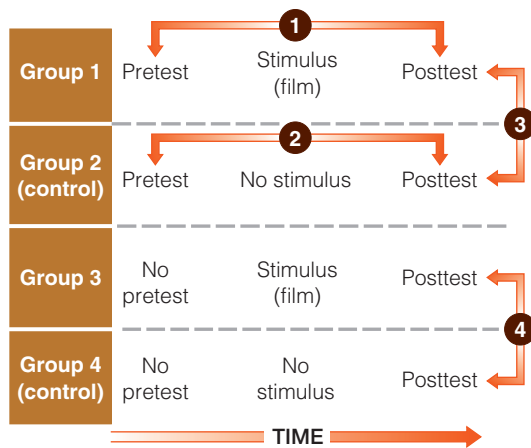 1
Group 1
Pretest
Stimulus
(film)
Posttest
3
2
Group 2
(control)
Pretest
No stimulus
Posttest
Group 3
No
pretest
Stimulus
(film)
Posttest
4
Group 4
(control)
No
pretest
No
stimulus
Posttest
TIME